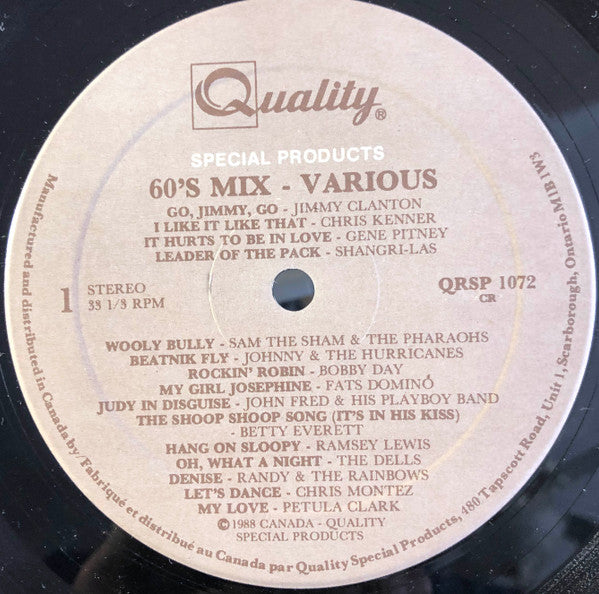 Quality®
SPECIAL PRODUCTS
60'S MIX - VARIOUS
GO, JIMMY, GO - JIMMY CLANTON
I LIKE IT LIKE THAT - CHRIS KENNER
IT HURTS TO BE IN LOVE - GENE PITNEY
LEADER OF THE PACK - SHANGRI-LAS
1
STEREO
33 1/3 RPM
QRSP 1072
CR
WOOLY BULLY - SAM THE SHAM & THE PHARAOHS
BEATNIK FLY - JOHNNY & THE HURRICANES
ROCKIN' ROBIN - BOBBY DAY
MY GIRL JOSEPHINE - FATS DOMINO
JUDY IN DISGUISE - JOHN FRED & HIS PLAYBOY BAND
THE SHOOP SHOOP SONG (IT'S IN HIS KISS)
- BETTY EVERETT
HANG ON SLOOPY - RAMSEY LEWIS
OH, WHAT A NIGHT - THE DELLS
DENISE - RANDY & THE RAINBOWS
LET'S DANCE - CHRIS MONTEZ
MY LOVE - PETULA CLARK
©1988 CANADA - QUALITY
SPECIAL PRODUCTS
Manufactured and distributed in Canada by/Fabriqué et distribué au Canada par Quality Special Products, 480 Tapscott Road, Unit 1, Scarborough, Ontario M1B 1W3